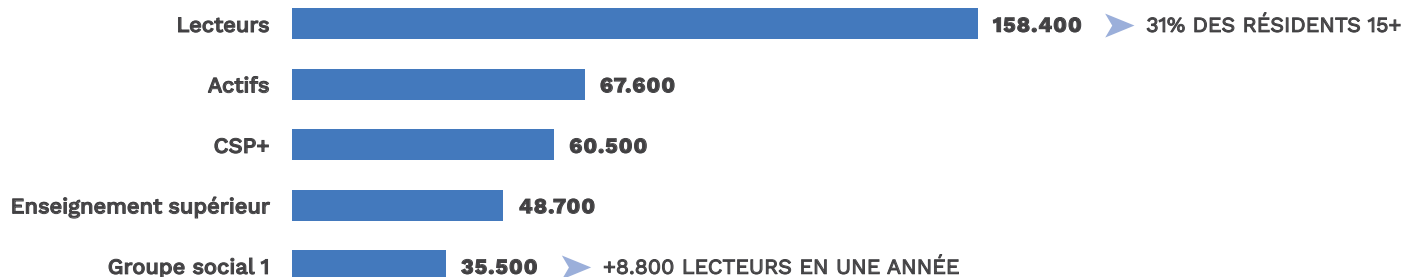 Lecteurs 158.400 31% DES RÉSIDENTS 15+
Actifs 67.600
CSP+ 60.500
Enseignement supérieur 48.700
Groupe social 1 35.500 +8.800 LECTEURS EN UNE ANNÉE